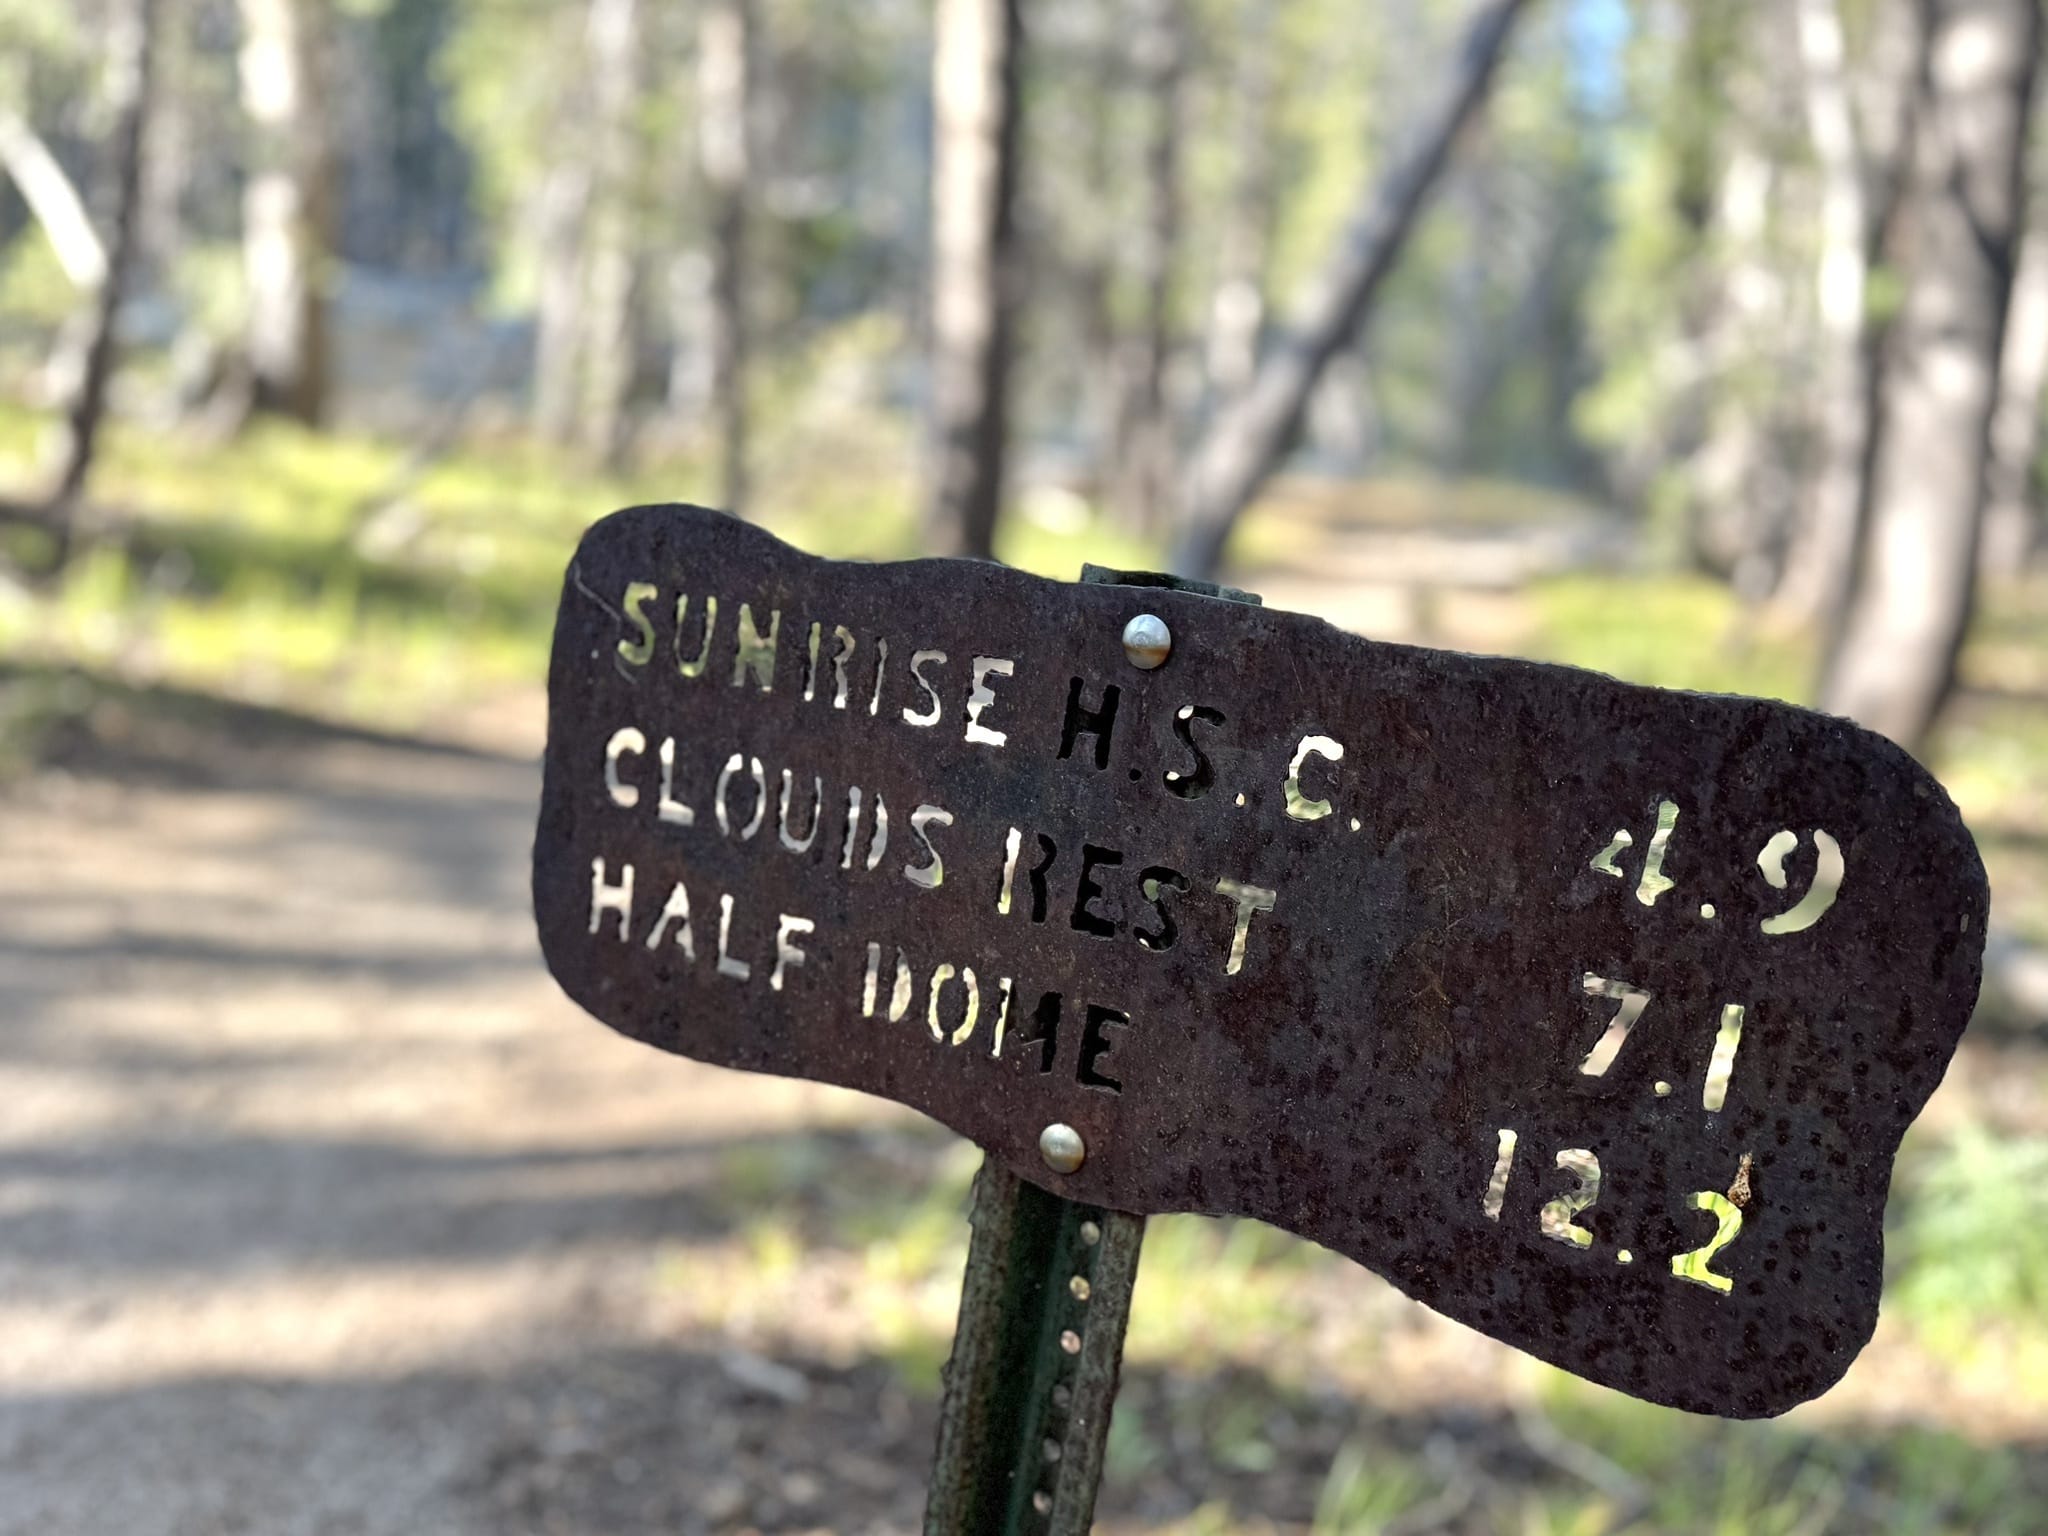 SUNRISE H.S.C. 4.9
CLOUDS REST 7.1
HALF DOME 12.2